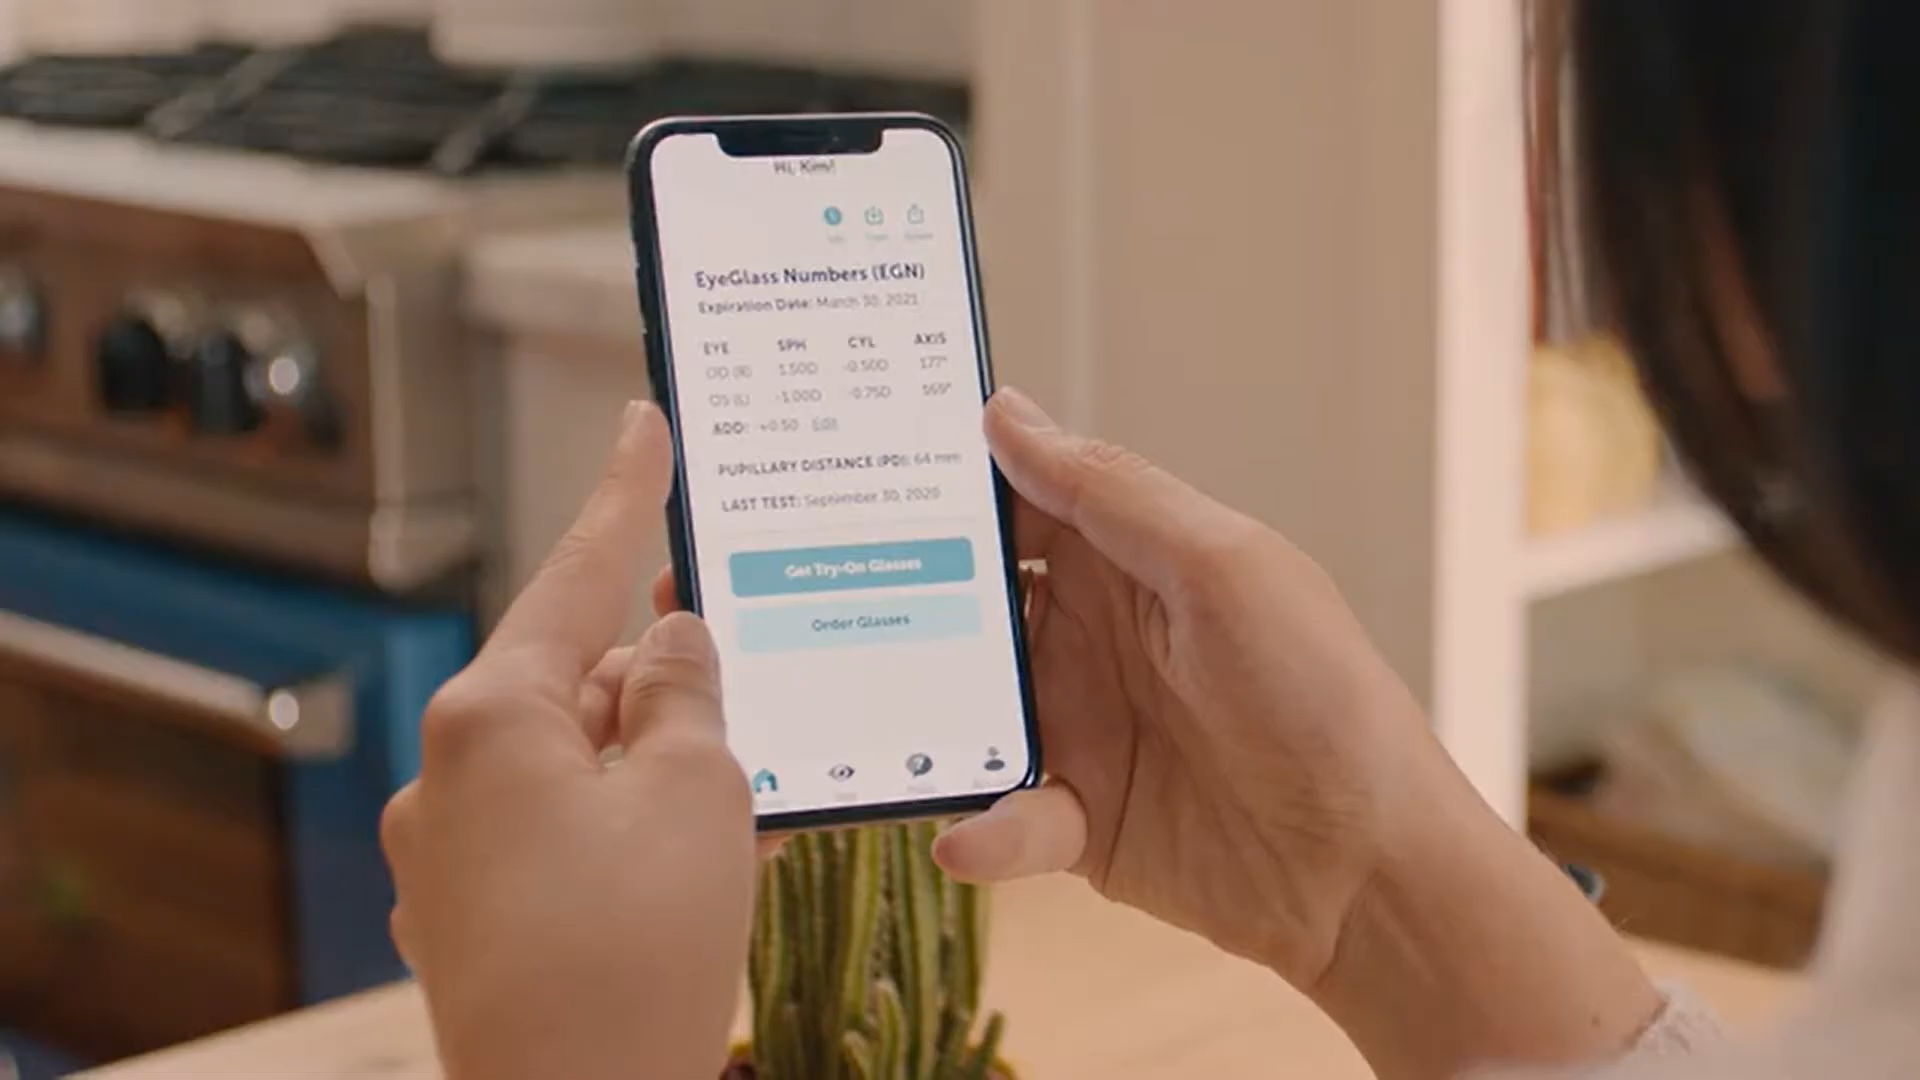 Hi, Kim!
EyeGlass Numbers (EGN)
Expiration Date: March 30, 2021
EYE SPH CYL AXIS
OD (R) 1.50D -0.50D 177°
OS (L) -1.00D -0.75D
ADD: +0.50 Edit
PUPILLARY DISTANCE (PD): 64 mm
LAST TEST: September 30, 2020
Get Try-On Glasses
Order Glasses